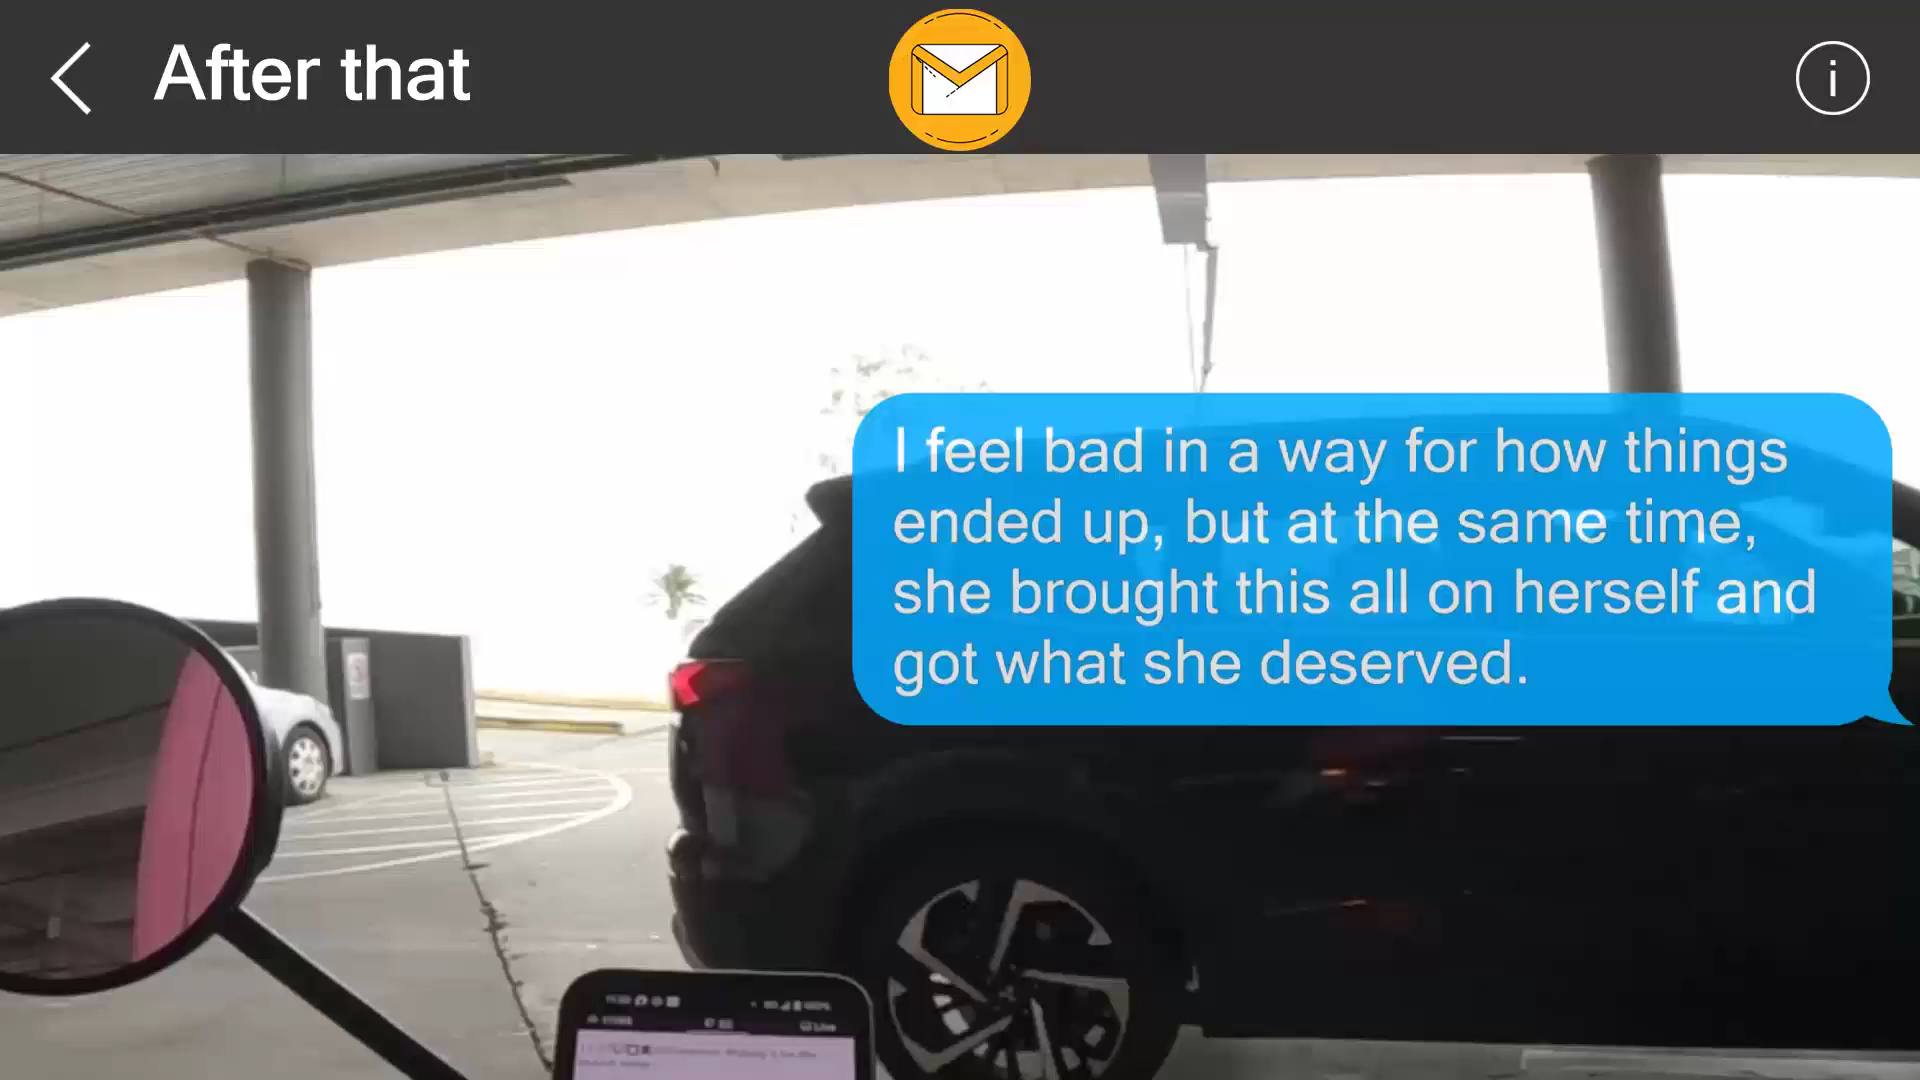 After that
I feel bad in a way for how things
ended up, but at the same time,
she brought this all on herself and
got what she deserved.